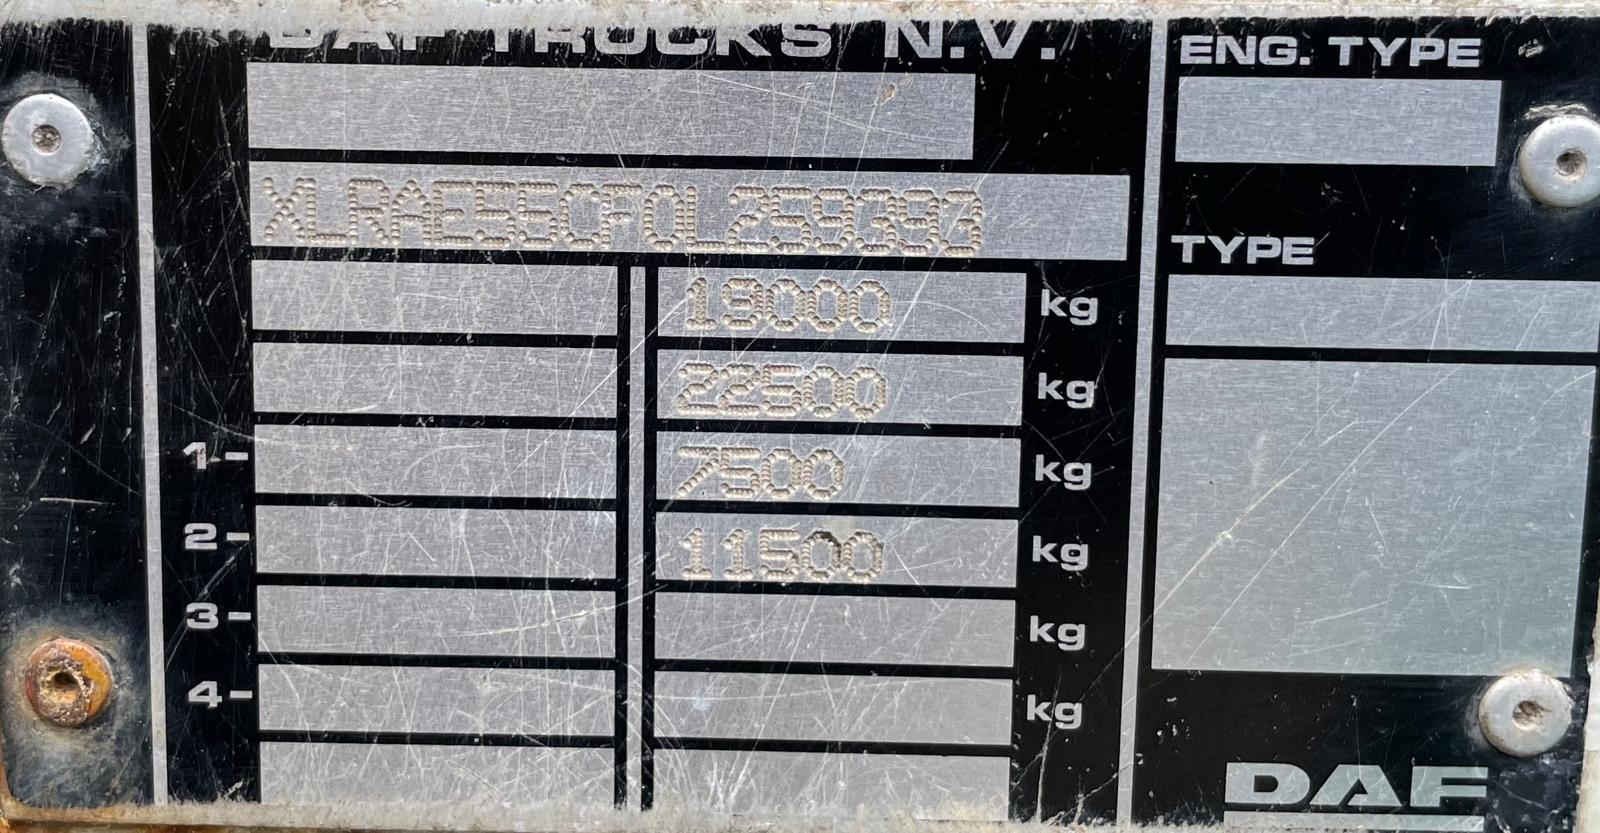 DAF TRUCKS N.V.
ENG. TYPE
XLRAE55CF0L259393
TYPE
19000 kg
22500 kg
1- 7500 kg
2- 11500 kg
3- kg
4- kg
DAF